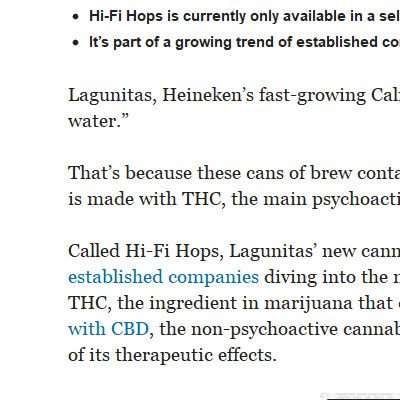 Hi-Fi Hops is currently only available in a sel
It's part of a growing trend of established co
Lagunitas, Heineken's fast-growing Cali
water.”
That's because these cans of brew conta
is made with THC, the main psychoacti
Called Hi-Fi Hops, Lagunitas' new cann
established companies diving into the
THC, the ingredient in marijuana that
with CBD, the non-psychoactive cannab
of its therapeutic effects.